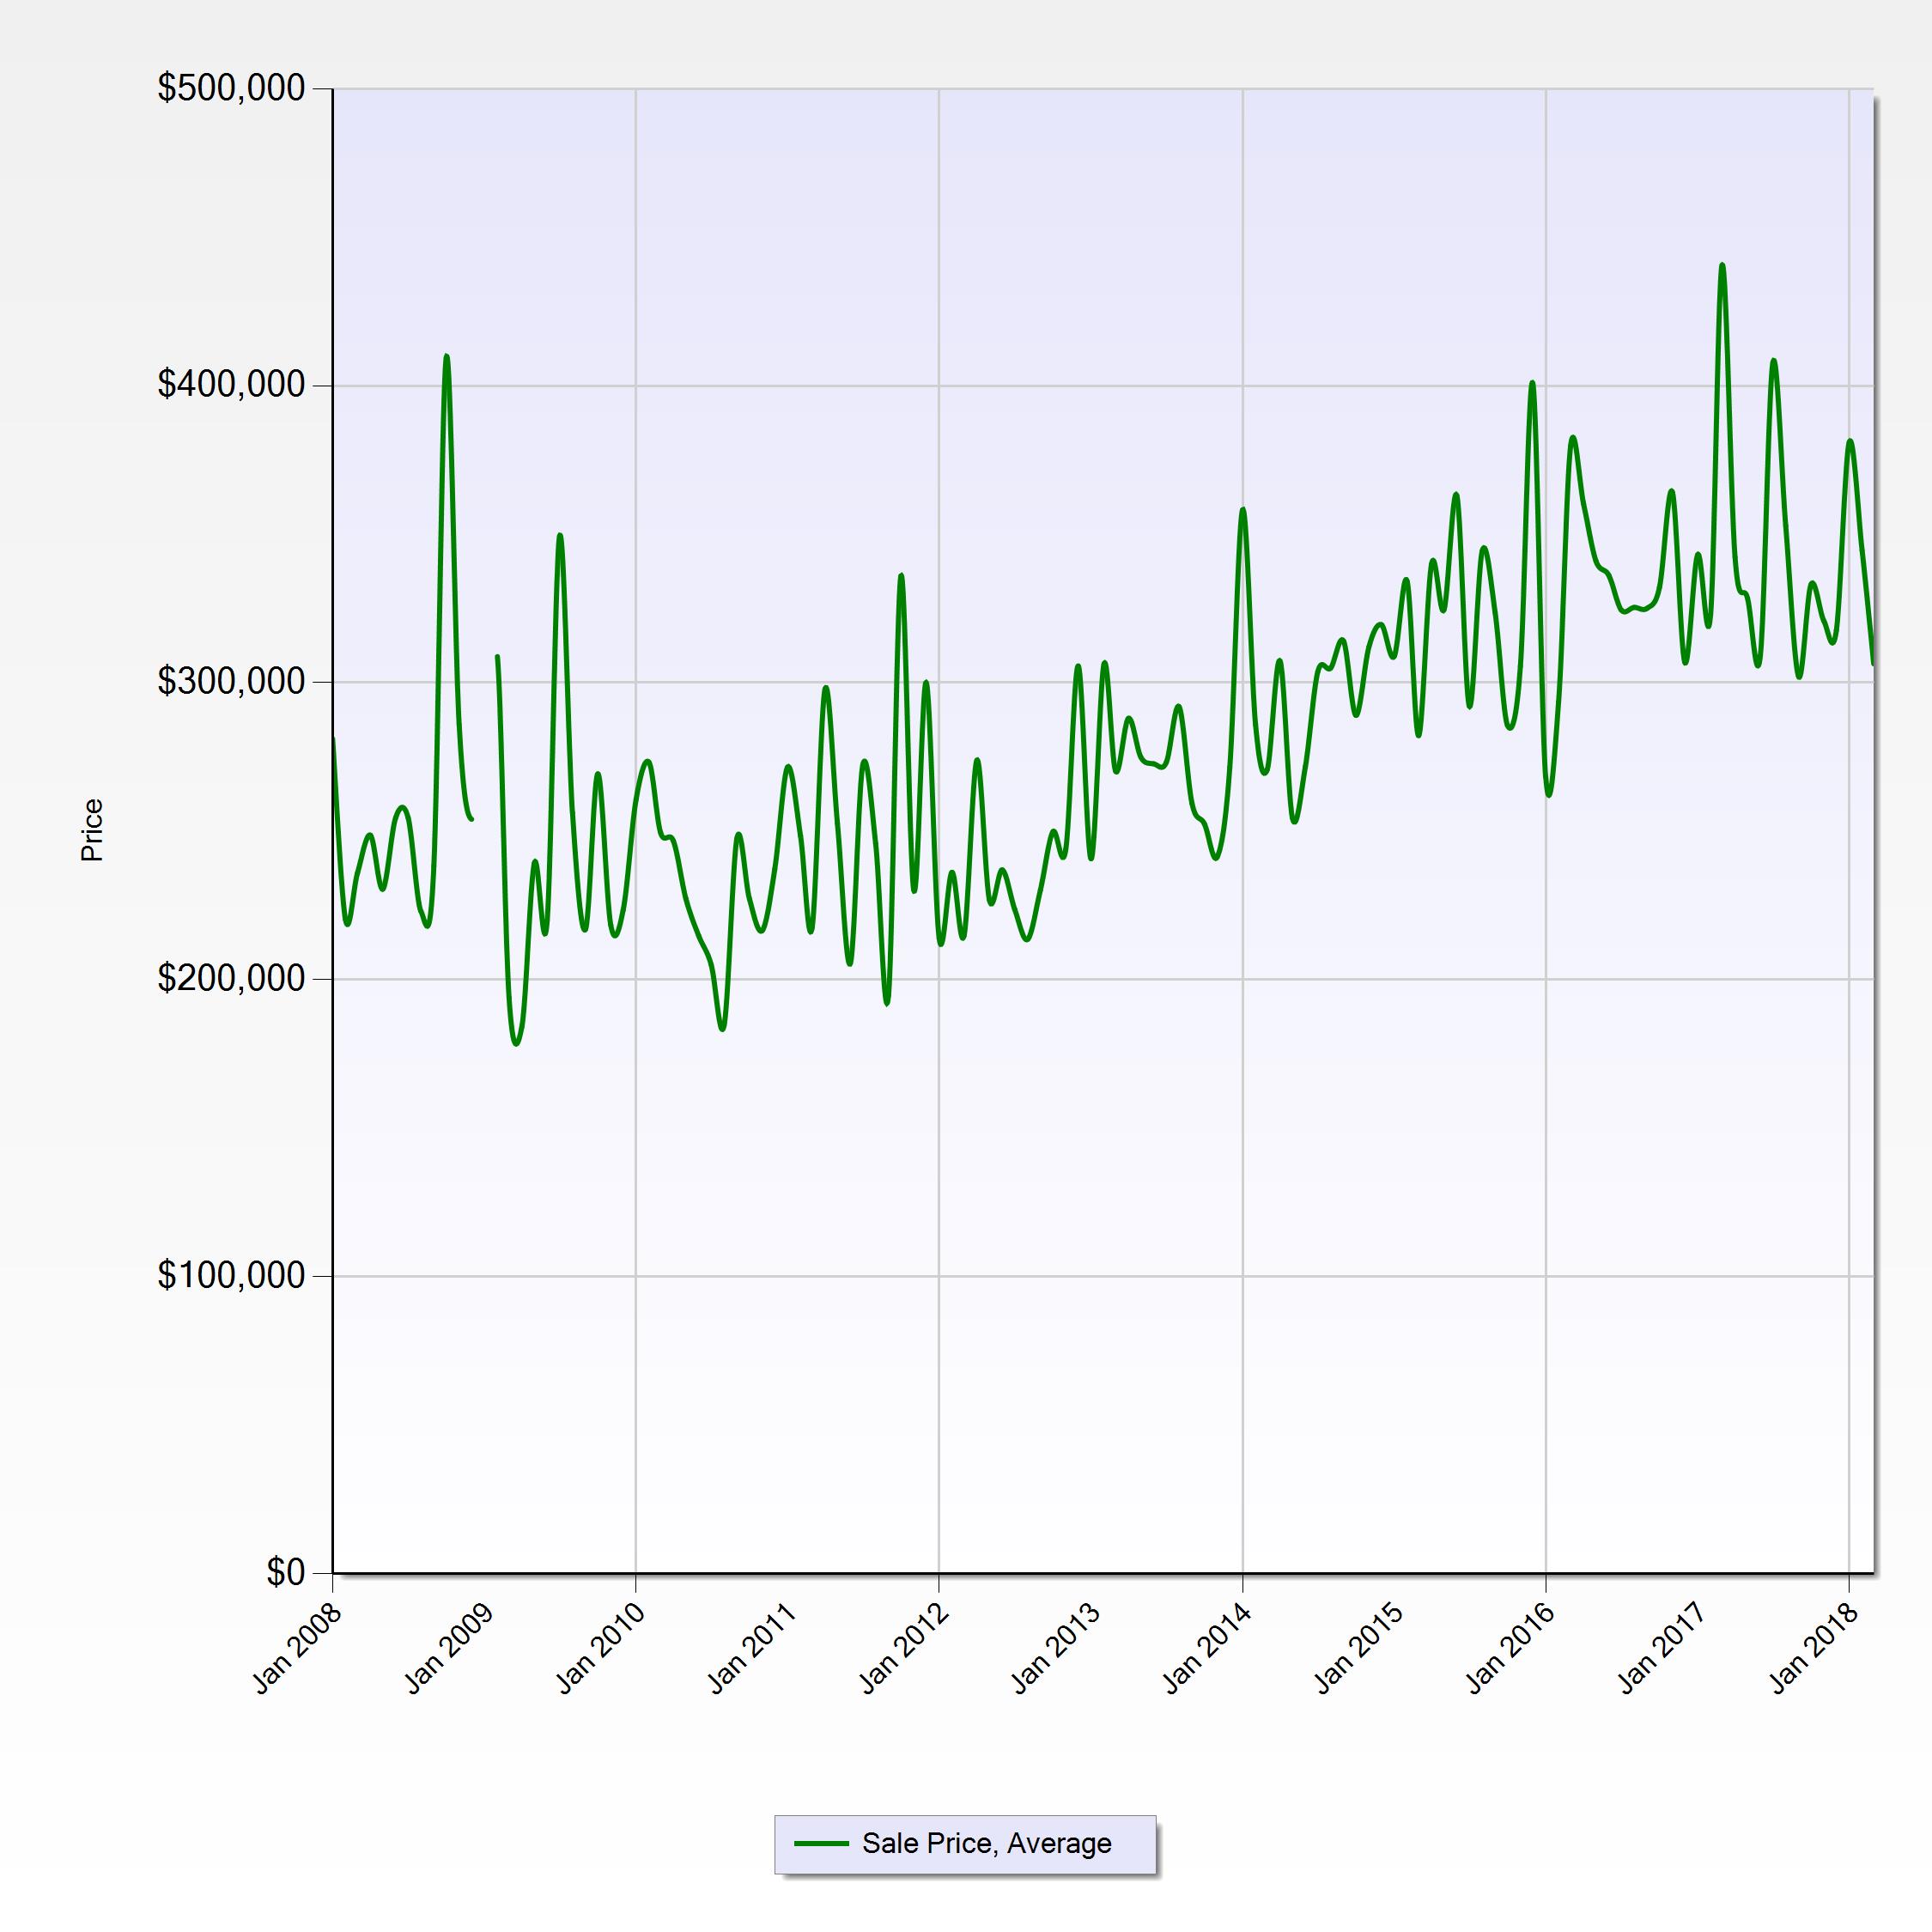 $500,000
$400,000
$300,000
$200,000
$100,000
$0
Price
Jan 2008
Jan 2009
Jan 2010
Jan 2011
Jan 2012
Jan 2013
Jan 2014
Jan 2015
Jan 2016
Jan 2017
Jan 2018
Sale Price, Average